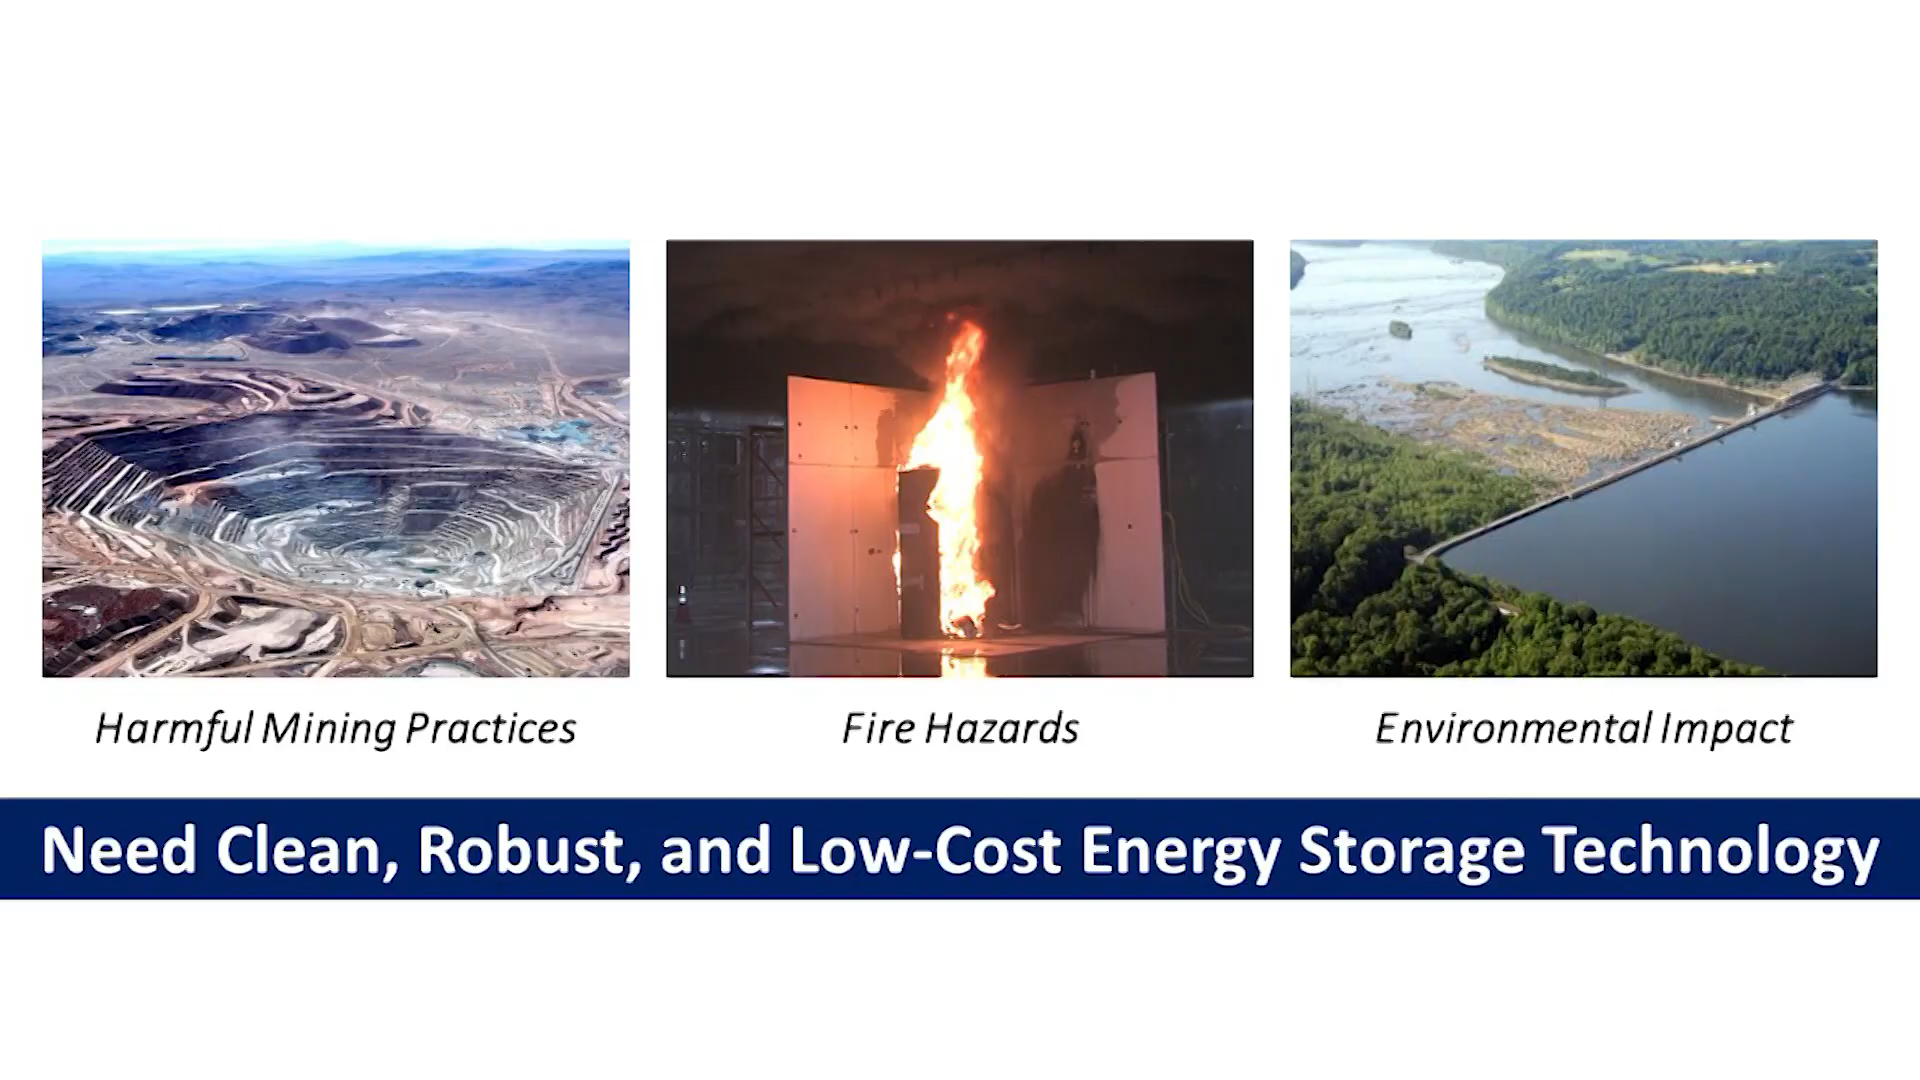 Harmful Mining Practices
Fire Hazards
Environmental Impact
Need Clean, Robust, and Low-Cost Energy Storage Technology